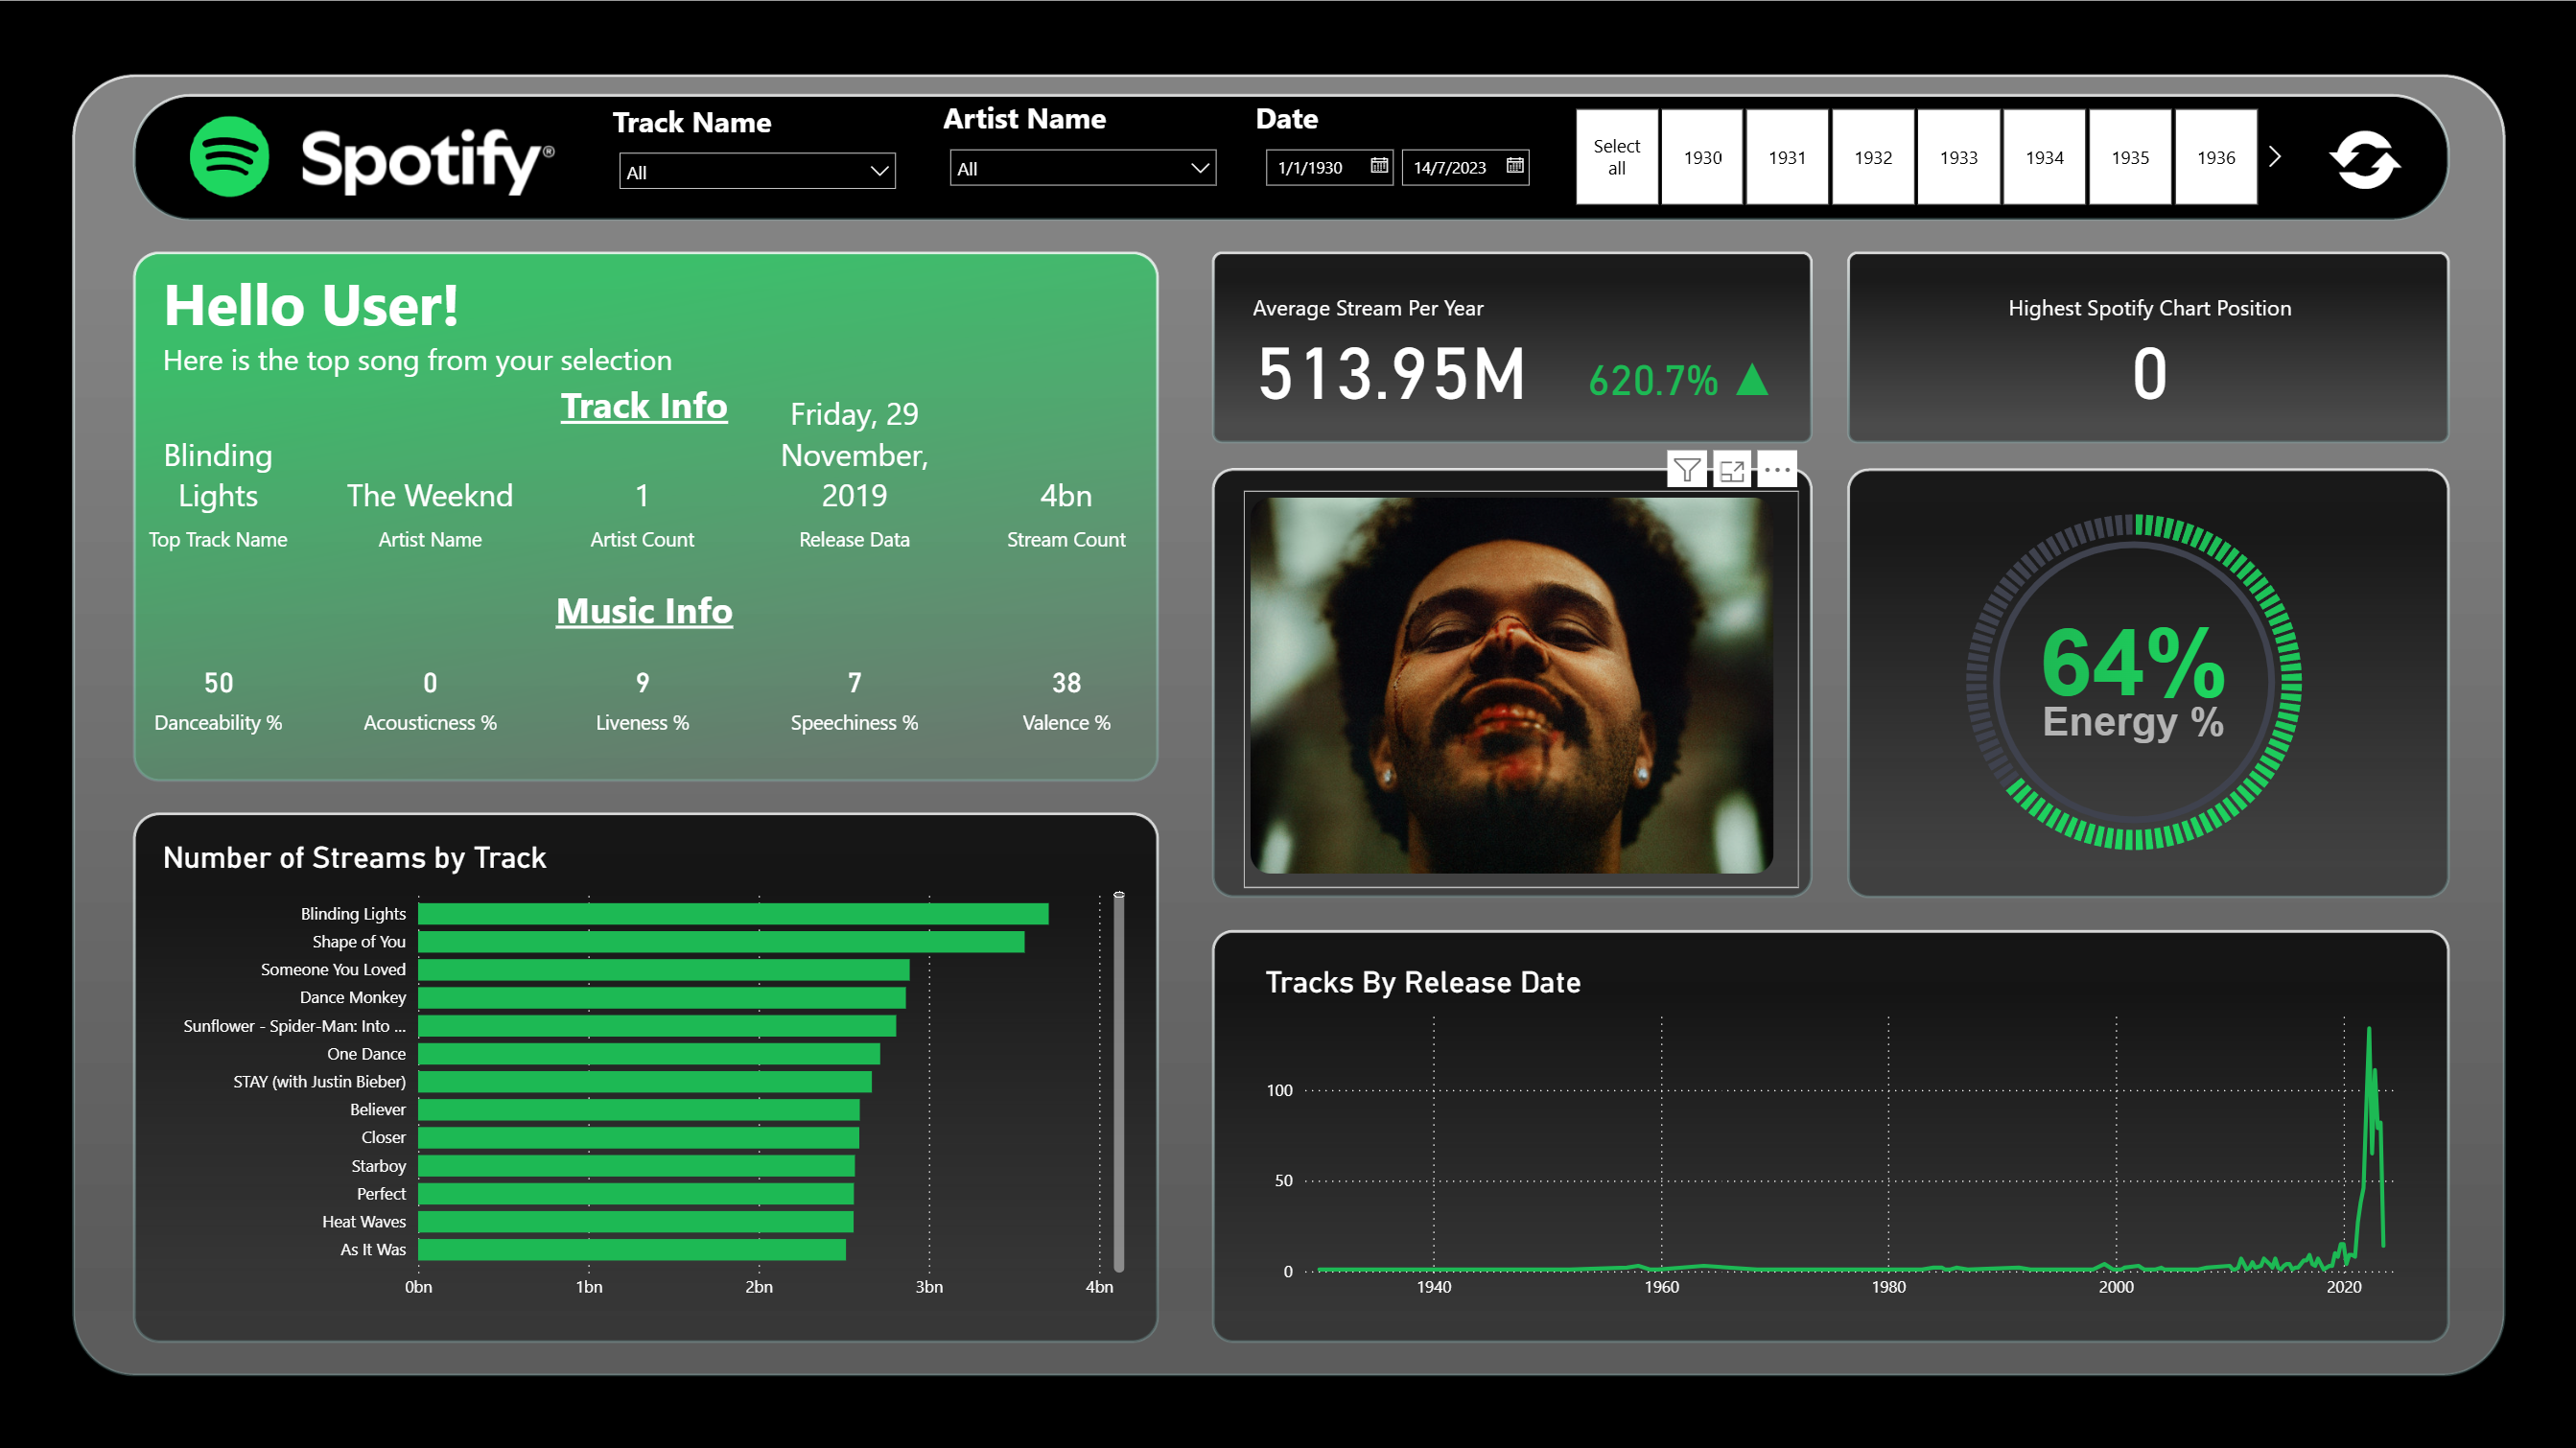 Spotify®
Track Name
All
Artist Name
All
Date
1/1/1930
14/7/2023
Select
all
1930
1931
1932
1933
1934
1935
1936
Hello User!
Here is the top song from your selection
Track Info
Blinding
Lights
Top Track Name
The Weeknd
Artist Name
1
Artist Count
Friday, 29
November,
2019
Release Data
4bn
Stream Count
Music Info
50
Danceability %
0
Acousticness %
9
Liveness %
7
Speechiness %
38
Valence %
Average Stream Per Year
513.95M
620.7%
Highest Spotify Chart Position
0
64%
Energy %
Number of Streams by Track
Blinding Lights
Shape of You
Someone You Loved
Dance Monkey
Sunflower - Spider-Man: Into ...
One Dance
STAY (with Justin Bieber)
Believer
Closer
Starboy
Perfect
Heat Waves
As It Was
0bn
1bn
2bn
3bn
4bn
Tracks By Release Date
100
50
0
1940
1960
1980
2000
2020